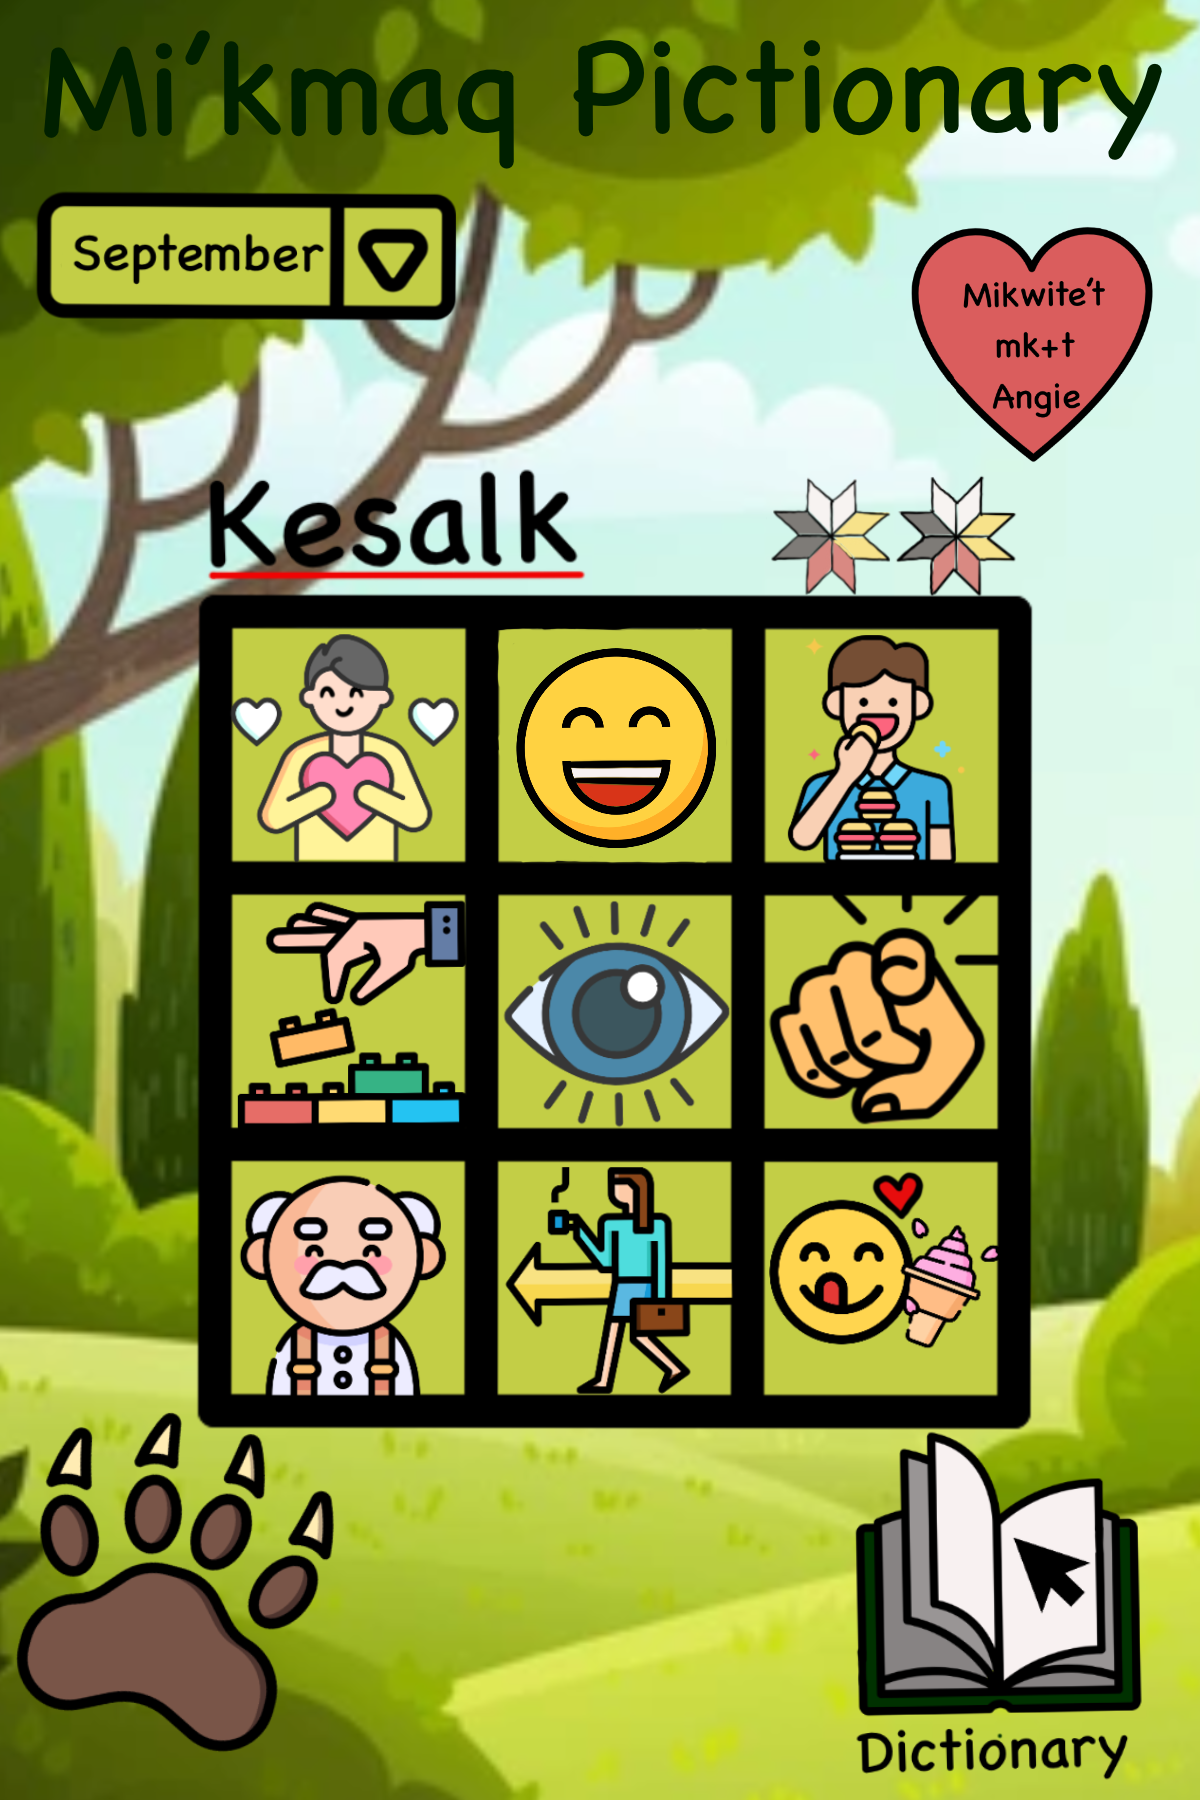 Mi'kmaq Pictionary
September
Mikwite't
mk+t
Angie
Kesalk
Dictionary